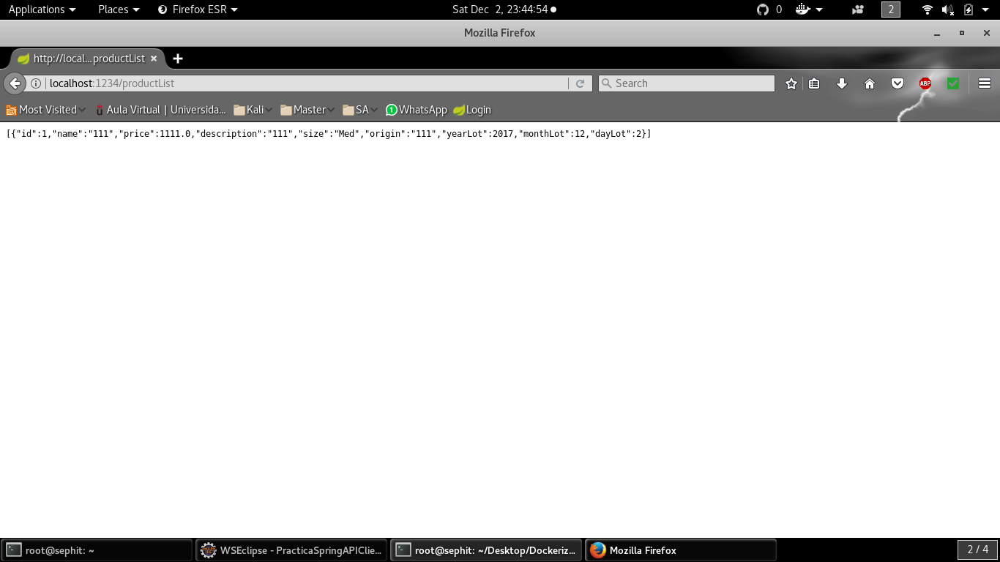 Applications Places Firefox ESR Sat Dec 2, 23:44:54 0 2
Mozilla Firefox
http://local...productList
localhost:1234/productList Search ABP
Most Visited Aula Virtual | Universida... Kali Master SA 1 WhatsApp Login
[{"id":1,"name":"111","price":1111.0,"description":"111","size":"Med","origin":"111","yearLot":2017,"monthLot":12,"dayLot":2}]
root@sephit: ~ WSEclipse - PracticaSpringAPIClie... root@sephit: ~/Desktop/Dockeriz... Mozilla Firefox 2 / 4